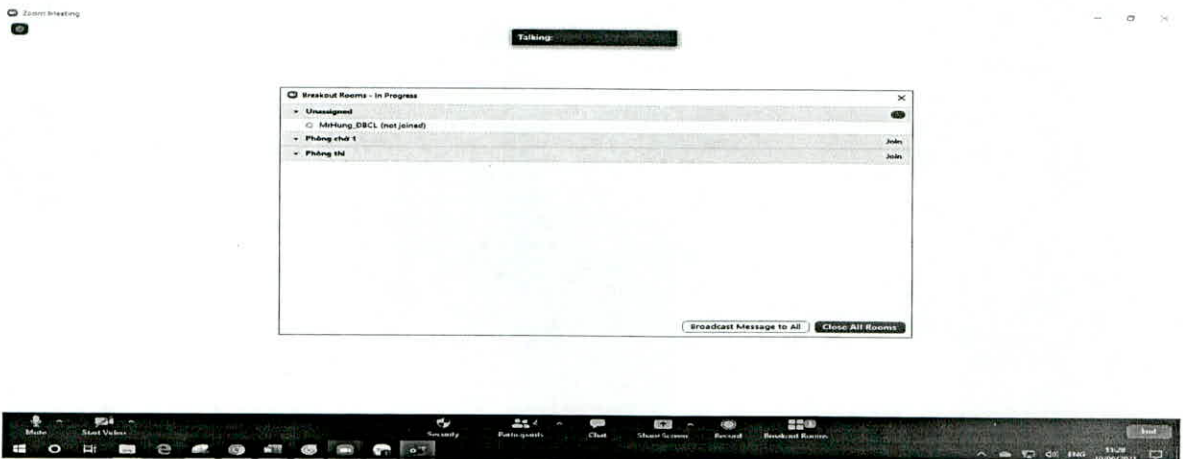 Zoom Meeting
Talking:
Breakout Rooms - In Progress
Unassigned
MrHung_DBCL (not joined)
Phòng chờ 1
Join
Phòng thi
Join
Broadcast Message to All
Close All Rooms
Mute
Start Video
Security
Participants
Chat
Share Screen
Record
Breakout Rooms
End
ENG
11:28